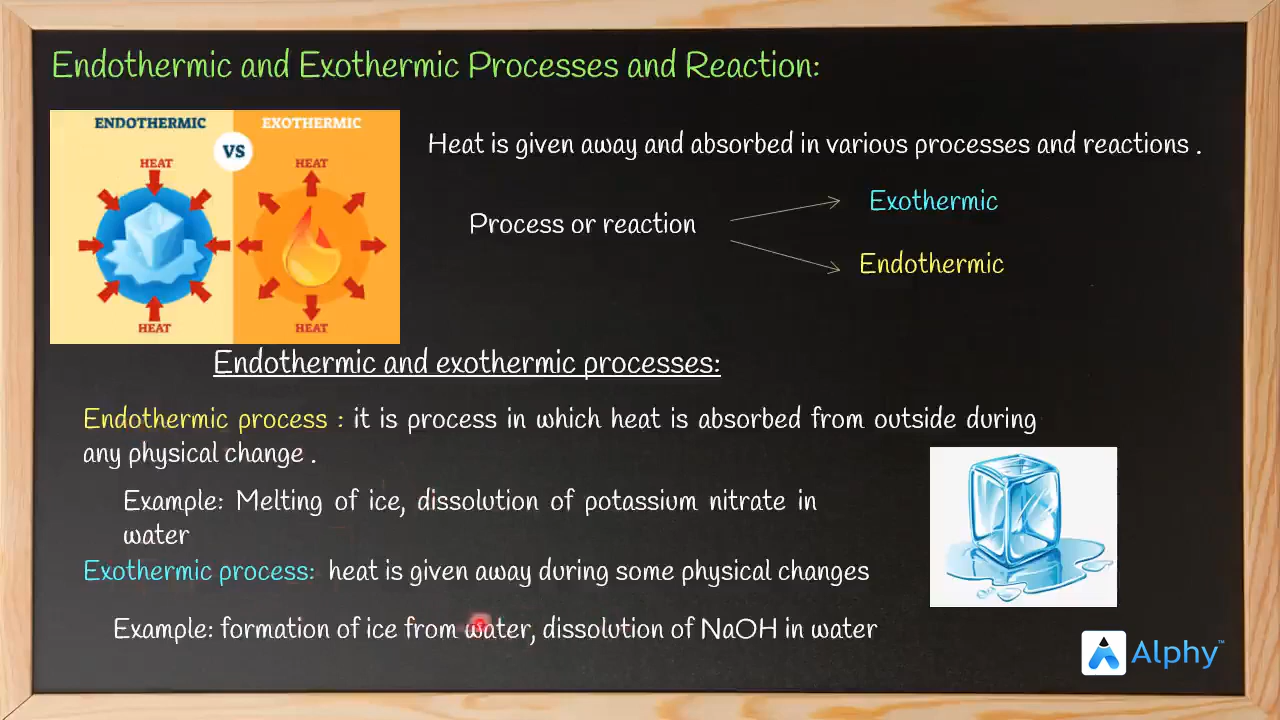 Endothermic and Exothermic Processes and Reaction:
ENDOTHERMIC
VS
EXOTHERMIC
HEAT
HEAT
HEAT
HEAT
Heat is given away and absorbed in various processes and reactions .
Process or reaction
Exothermic
Endothermic
Endothermic and exothermic processes:
Endothermic process : it is process in which heat is absorbed from outside during
any physical change .
Example: Melting of ice, dissolution of potassium nitrate in
water
Exothermic process: heat is given away during some physical changes
Example: formation of ice from water, dissolution of NaOH in water
Alphy™